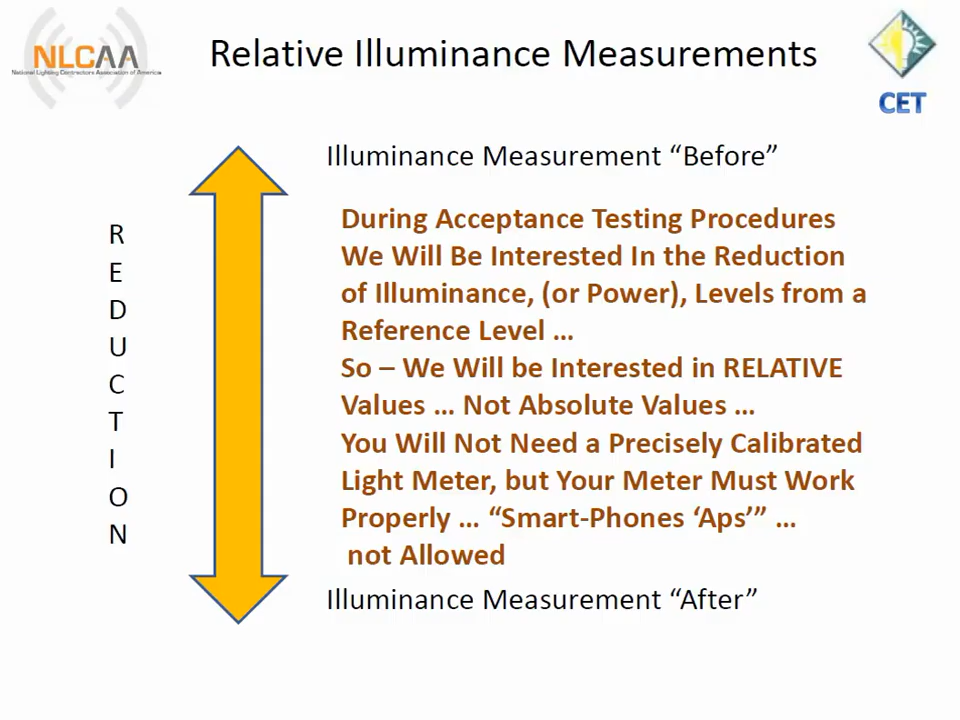 NLCAA
National Lighting Contractors Association of America
Relative Illuminance Measurements
CET
Illuminance Measurement “Before”
During Acceptance Testing Procedures
We Will Be Interested In the Reduction
of Illuminance, (or Power), Levels from a
Reference Level …
So – We Will be Interested in RELATIVE
Values … Not Absolute Values …
You Will Not Need a Precisely Calibrated
Light Meter, but Your Meter Must Work
Properly … “Smart-Phones ‘Aps’” …
not Allowed
Illuminance Measurement “After”
R
E
D
U
C
T
I
O
N